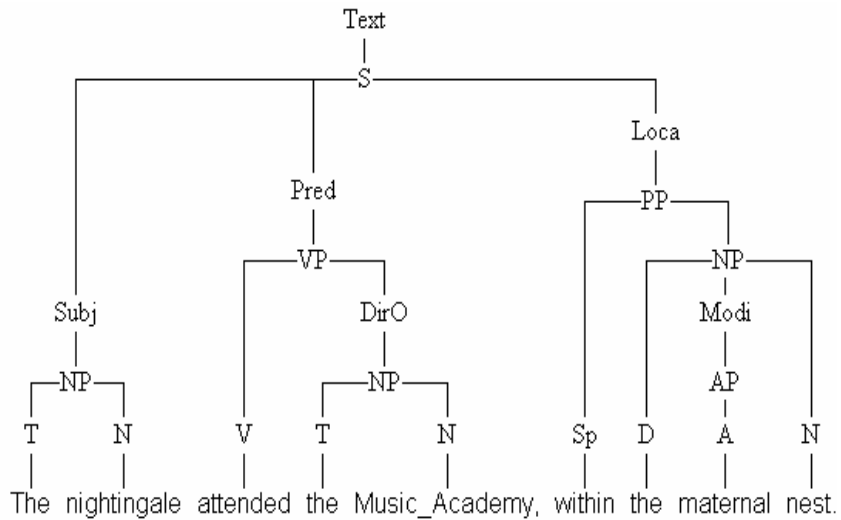 Text
S
Loca
Pred
PP
VP
NP
Subj
DirO
Modi
NP
NP
AP
T N V T N Sp D A N
The nightingale attended the Music_Academy, within the maternal nest.